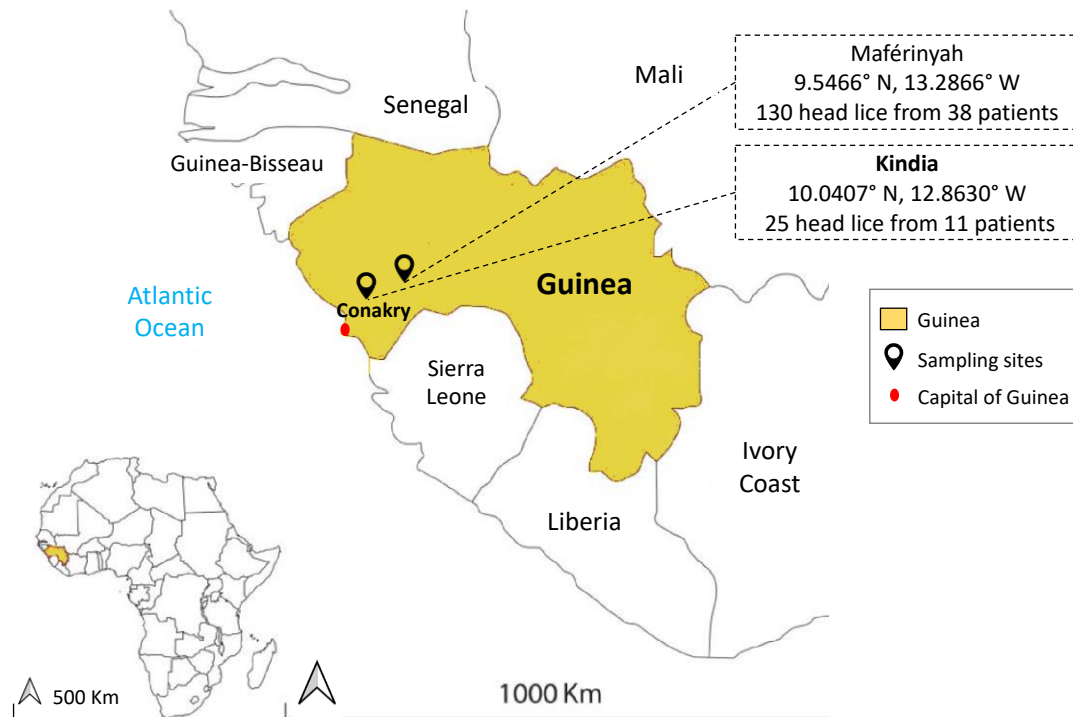 Maférinyah
9.5466° N, 13.2866° W
130 head lice from 38 patients
Mali
Senegal
Kindia
10.0407° N, 12.8630° W
25 head lice from 11 patients
Guinea-Bisseau
Guinea
Atlantic
Ocean
Conakry
Guinea
Sampling sites
Capital of Guinea
Sierra
Leone
Ivory
Coast
Liberia
500 Km
1000 Km